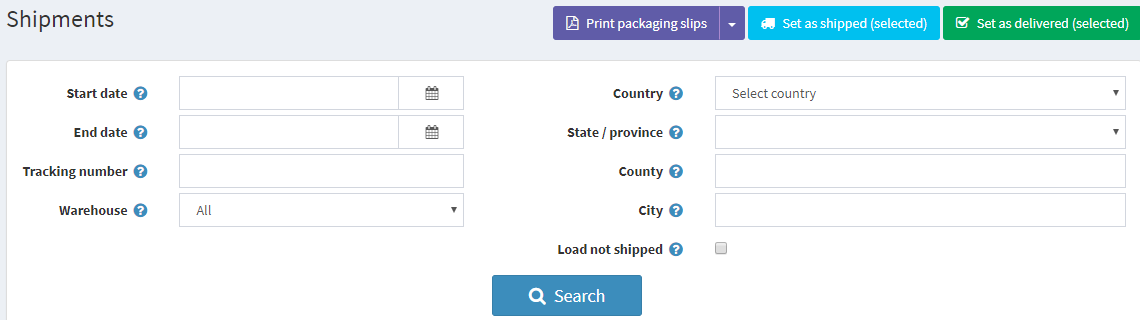 Shipments
Print packaging slips
Set as shipped (selected)
Set as delivered (selected)
Start date
Country
Select country
End date
State / province
Tracking number
County
Warehouse
All
City
Load not shipped
Search